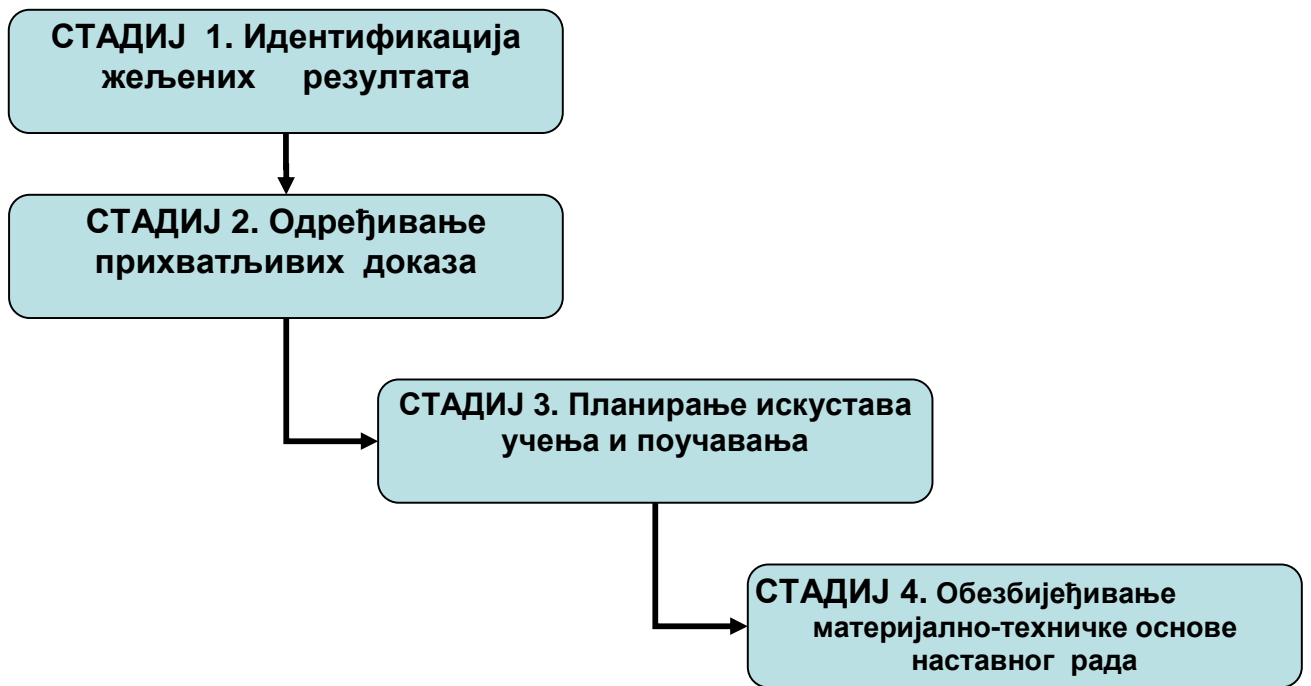 СТАДИЈ 1. Идентификација
жељених резултата
СТАДИЈ 2. Одређивање
прихватљивих доказа
СТАДИЈ 3. Планирање искустава
учења и поучавања
СТАДИЈ 4. Обезбијеђивање
материјално-техничке основе
наставног рада